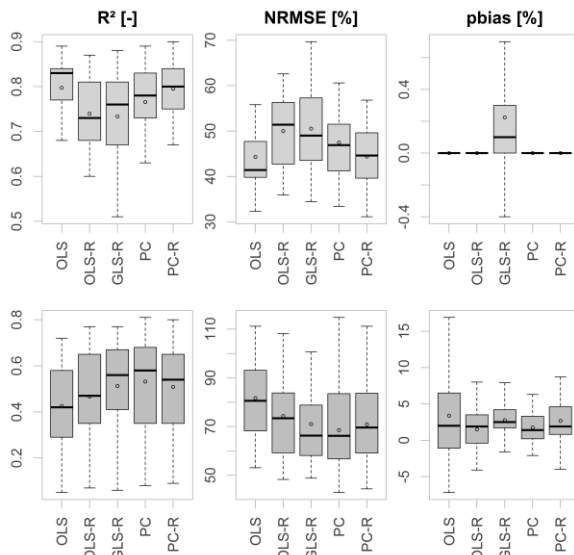 R² [-] NRMSE [%] pbias [%]
0.9 0.8 0.7 0.6 0.5
70 60 50 40 30
0.4 0.0 -0.4
OLS OLS-R GLS-R PC PC-R
OLS OLS-R GLS-R PC PC-R
OLS OLS-R GLS-R PC PC-R
0.6 0.4 0.2
110 90 70 50
15 10 5 0 -5
OLS OLS-R GLS-R PC PC-R
OLS OLS-R GLS-R PC PC-R
OLS OLS-R GLS-R PC PC-R